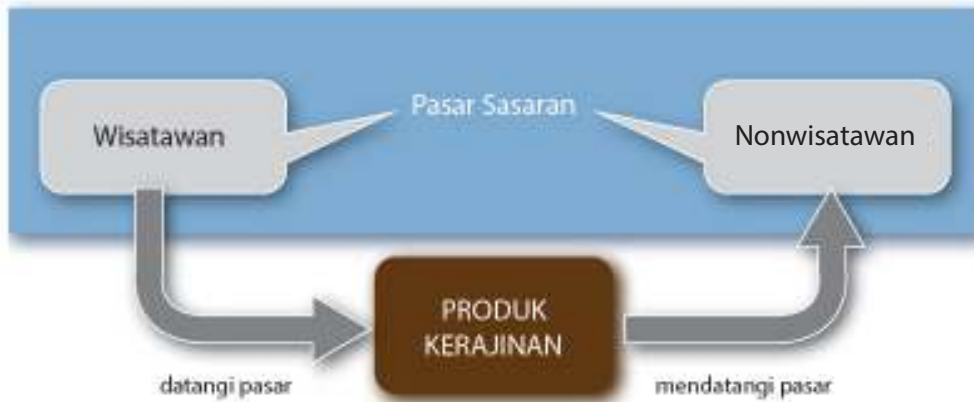 Pasar Sasaran
Wisatawan
Nonwisatawan
PRODUK
KERAJINAN
datangi pasar
mendatangi pasar